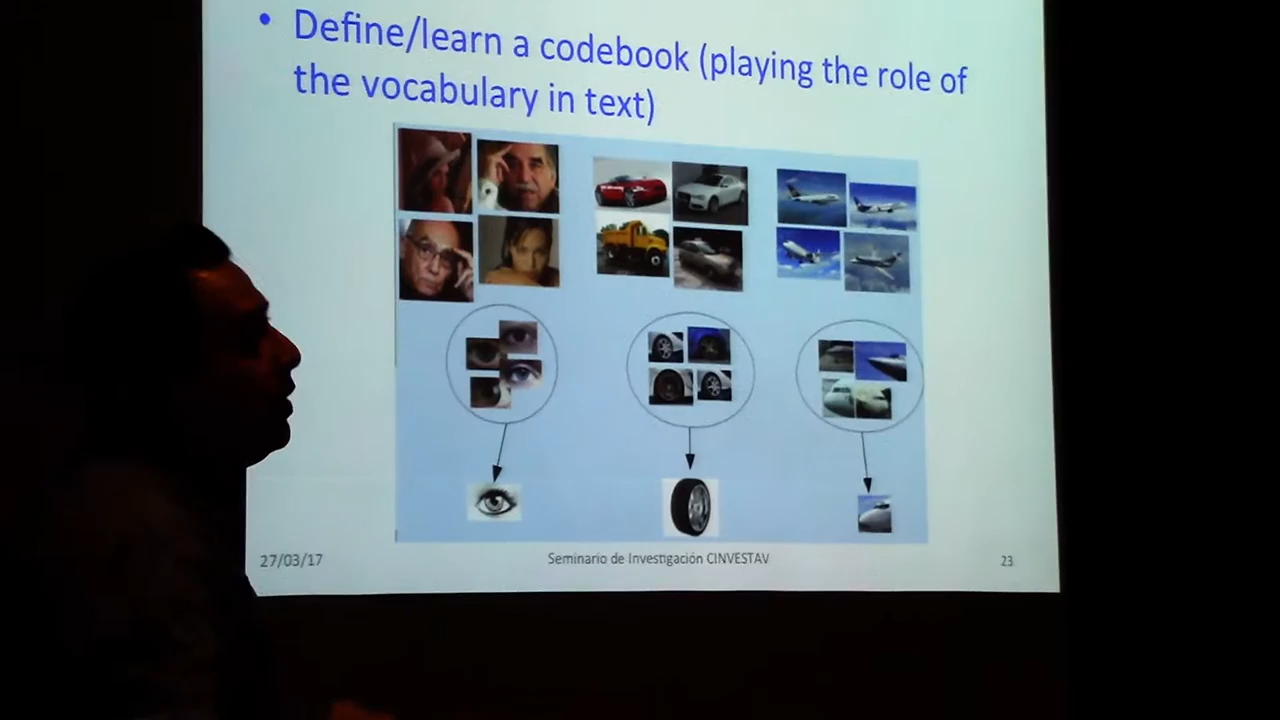 • Define/learn a codebook (playing the role of
the vocabulary in text)
27/03/17
Seminario de Investigación CINVESTAV
23